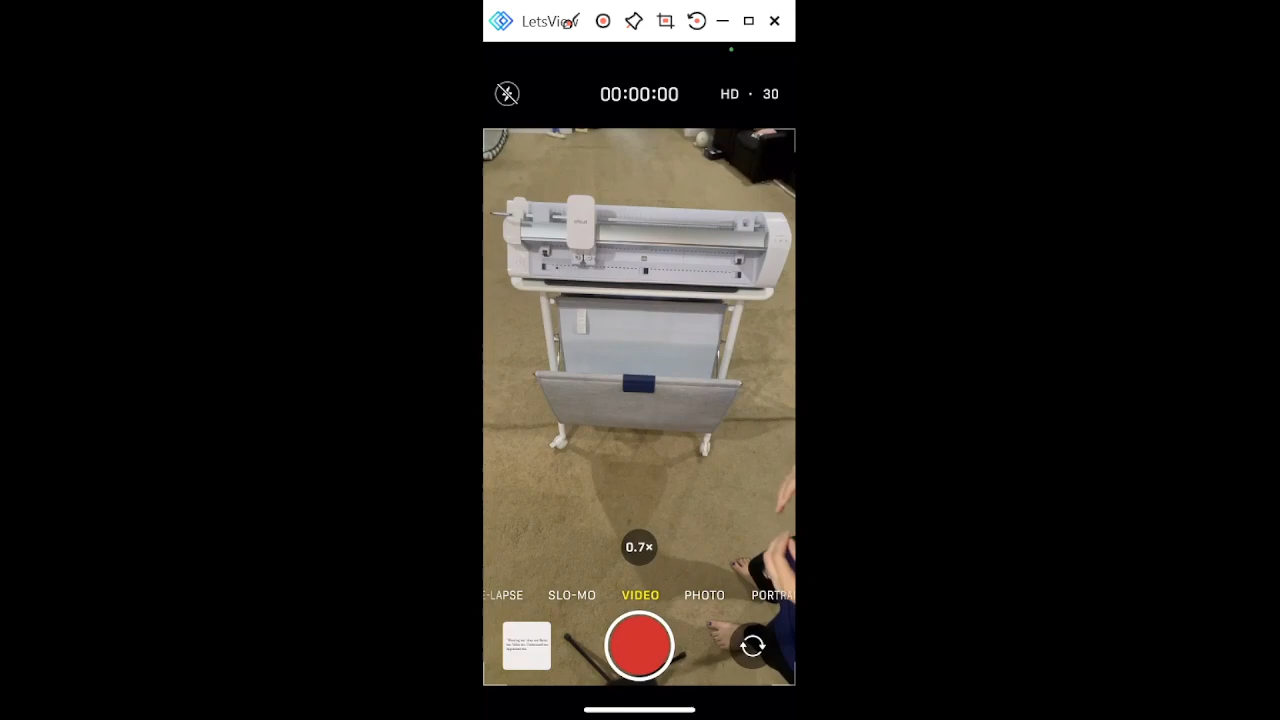 LetsView
00:00:00
HD · 30
0.7×
E-LAPSE
SLO-MO
VIDEO
PHOTO
PORTRA